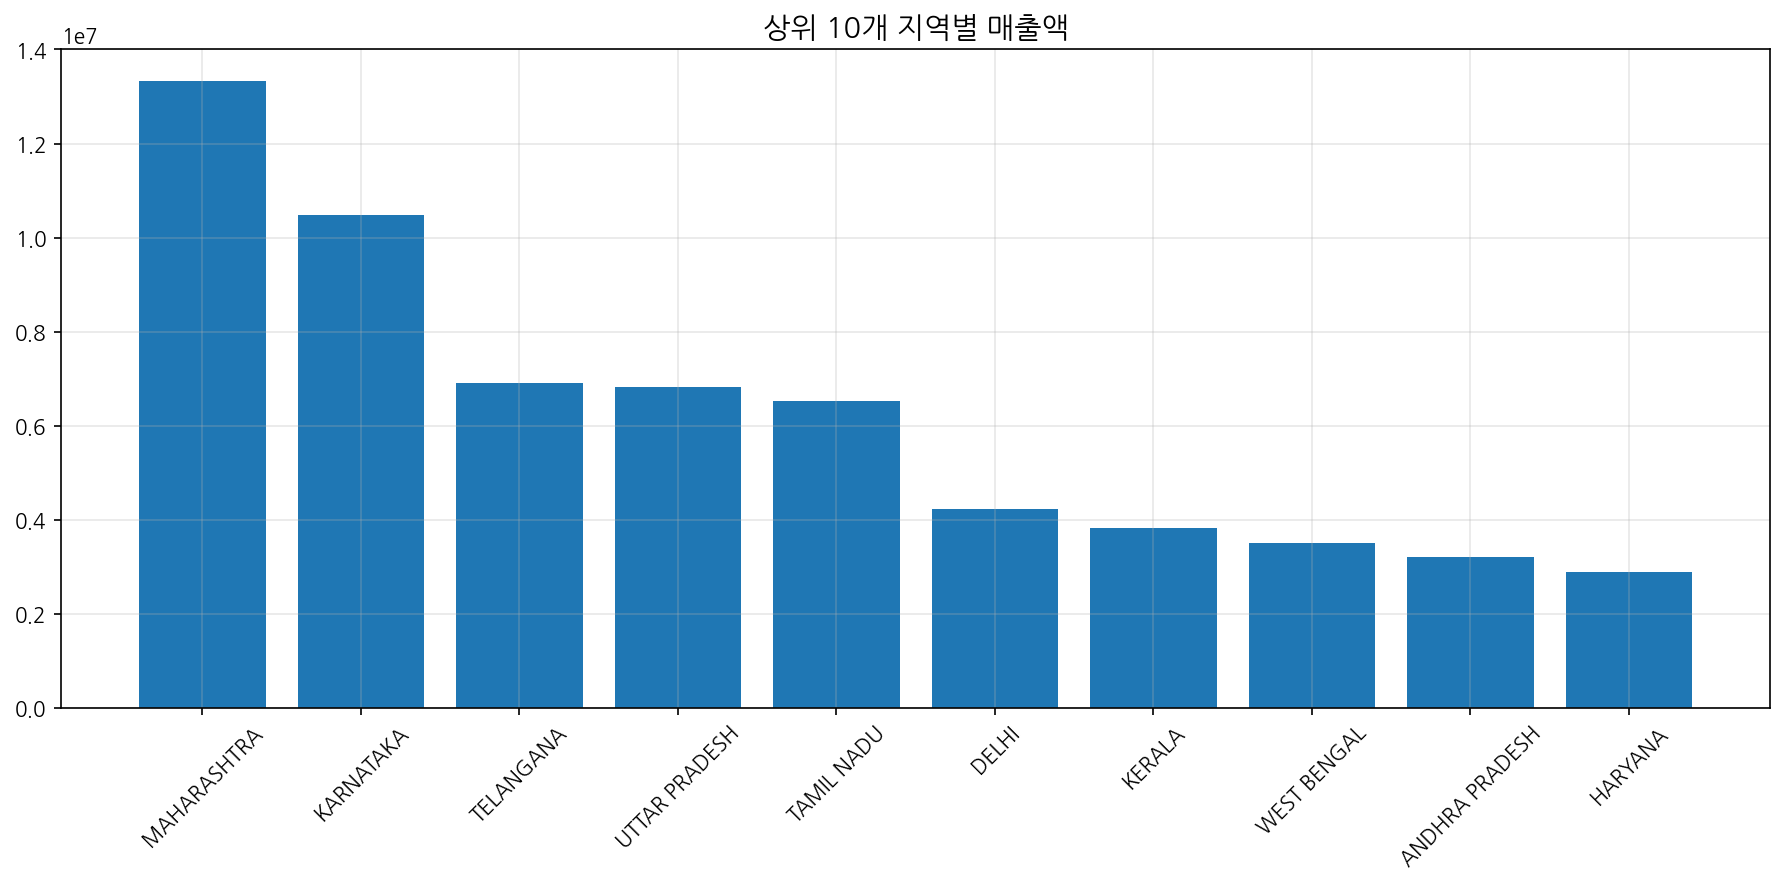 상위 10개 지역별 매출액
1e7
1.4
1.2
1.0
0.8
0.6
0.4
0.2
0.0
MAHARASHTRA
KARNATAKA
TELANGANA
UTTAR PRADESH
TAMIL NADU
DELHI
KERALA
WEST BENGAL
ANDHRA PRADESH
HARYANA